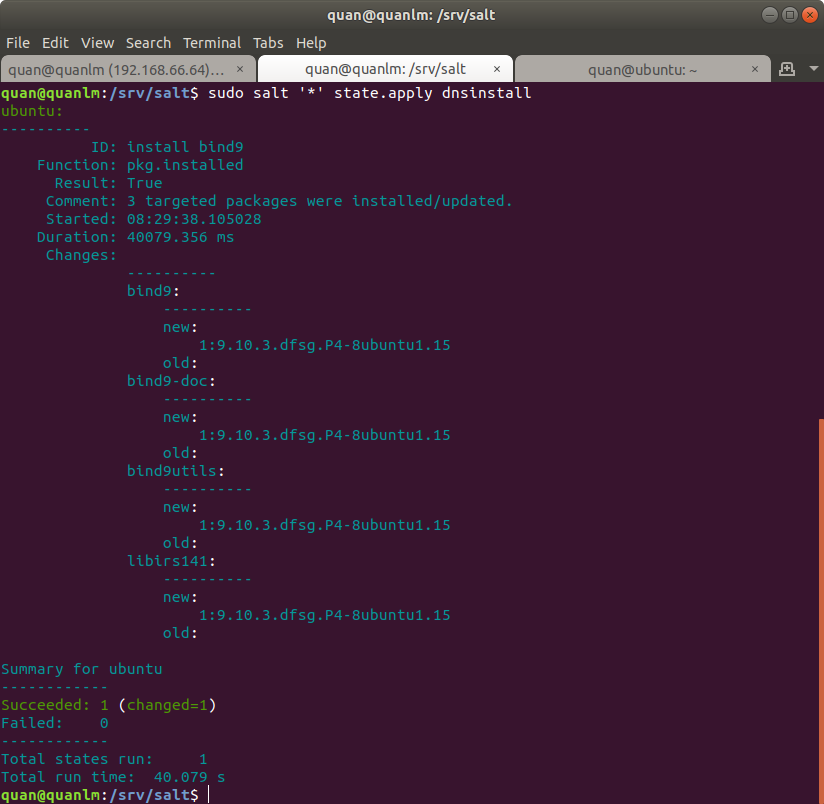 quan@quanlm: /srv/salt
File Edit View Search Terminal Tabs Help
quan@quanlm (192.168.66.64)... × quan@quanlm: /srv/salt × quan@ubuntu: ~ ×
quan@quanlm:/srv/salt$ sudo salt '*' state.apply dnsinstall
ubuntu:
----------
          ID: install bind9
    Function: pkg.installed
      Result: True
     Comment: 3 targeted packages were installed/updated.
     Started: 08:29:38.105028
    Duration: 40079.356 ms
     Changes:
              ----------
              bind9:
                  ----------
                  new:
                      1:9.10.3.dfsg.P4-8ubuntu1.15
                  old:
              bind9-doc:
                  ----------
                  new:
                      1:9.10.3.dfsg.P4-8ubuntu1.15
                  old:
              bind9utils:
                  ----------
                  new:
                      1:9.10.3.dfsg.P4-8ubuntu1.15
                  old:
              libirs141:
                  ----------
                  new:
                      1:9.10.3.dfsg.P4-8ubuntu1.15
                  old:
Summary for ubuntu
------------
Succeeded: 1 (changed=1)
Failed:    0
------------
Total states run:     1
Total run time:  40.079 s
quan@quanlm:/srv/salt$